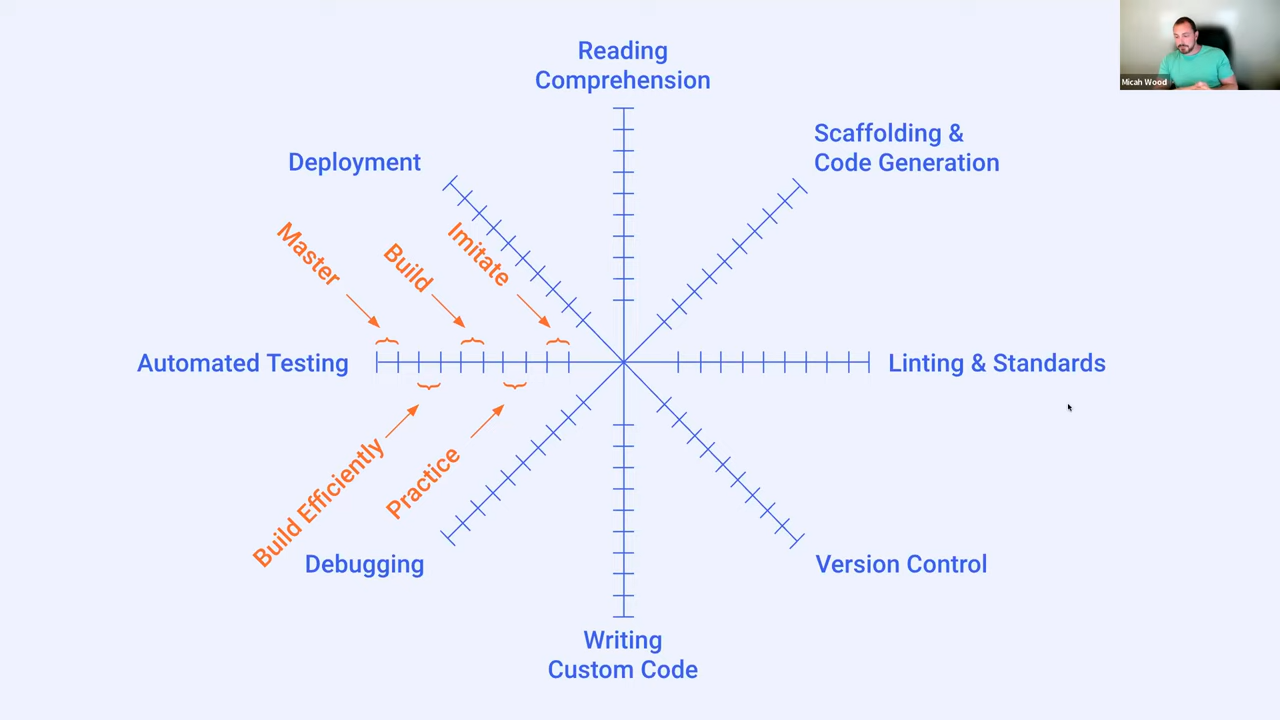 Reading
Comprehension
Micah Wood
Scaffolding &
Code Generation
Deployment
Master
Build
Imitate
Automated Testing
Linting & Standards
Build Efficiently
Practice
Debugging
Version Control
Writing
Custom Code